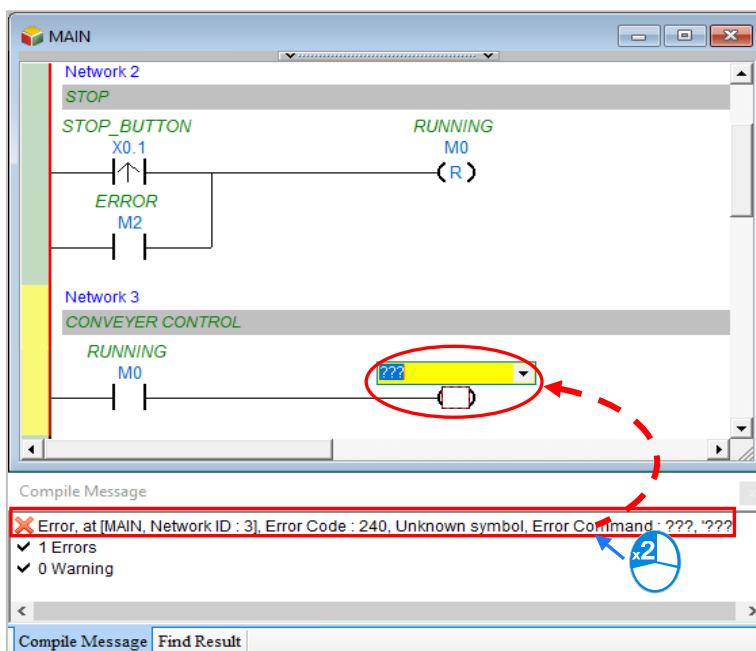 MAIN
Network 2
STOP
STOP_BUTTON RUNNING
X0.1 M0
R
ERROR
M2
Network 3
CONVEYER CONTROL
RUNNING
M0 ???
Compile Message
Error, at [MAIN, Network ID : 3], Error Code : 240, Unknown symbol, Error Command : ???, '???
1 Errors
0 Warning
x2
Compile Message Find Result